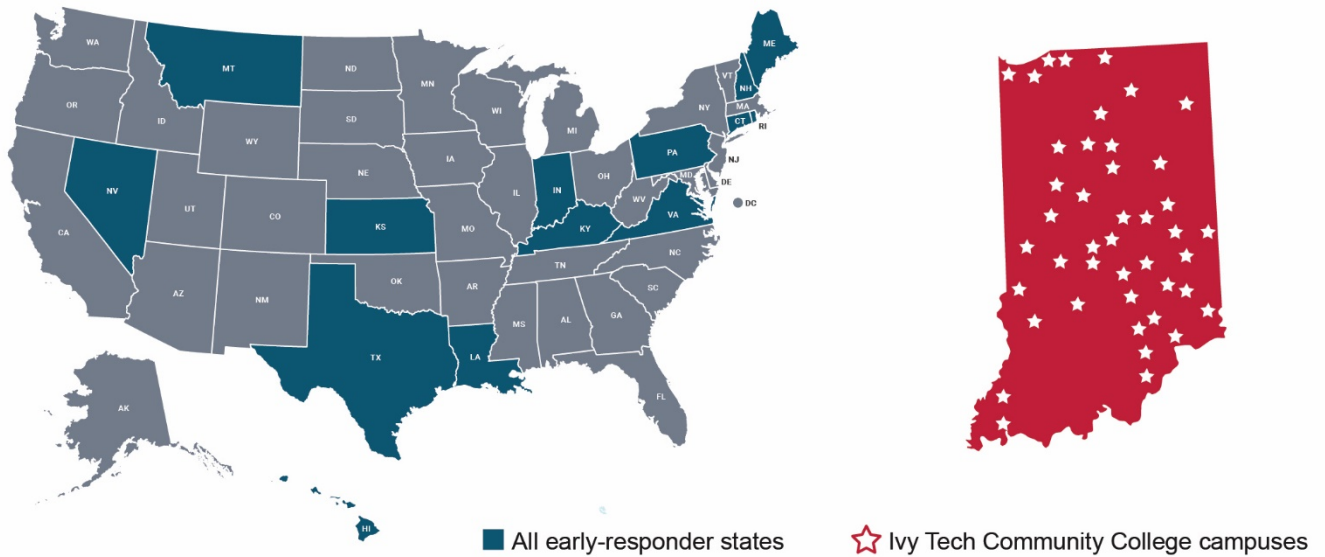 WA
MT
ND
MN
ME
VT
NH
OR
ID
SD
WI
NY
MA
WY
MI
CT
RI
IA
PA
NV
NE
NJ
IL
IN
OH
MD
DE
UT
CO
WV
DC
CA
KS
MO
KY
VA
NC
TN
AZ
NM
OK
AR
SC
MS
AL
GA
TX
LA
FL
AK
HI
All early-responder states
Ivy Tech Community College campuses